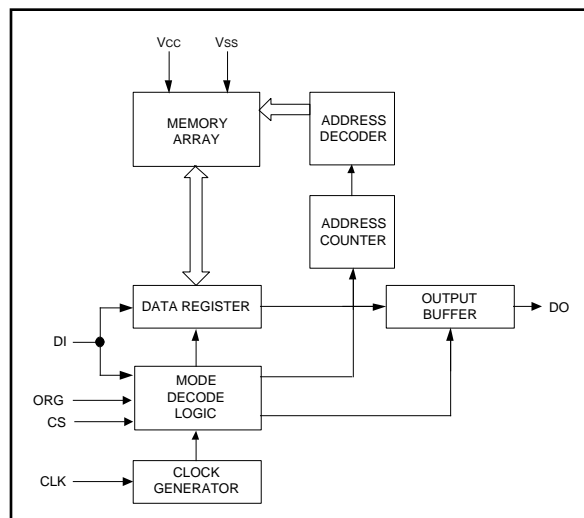 Vcc
Vss
MEMORY
ARRAY
ADDRESS
DECODER
ADDRESS
COUNTER
DATA REGISTER
OUTPUT
BUFFER
DO
DI
MODE
DECODE
LOGIC
ORG
CS
CLK
CLOCK
GENERATOR